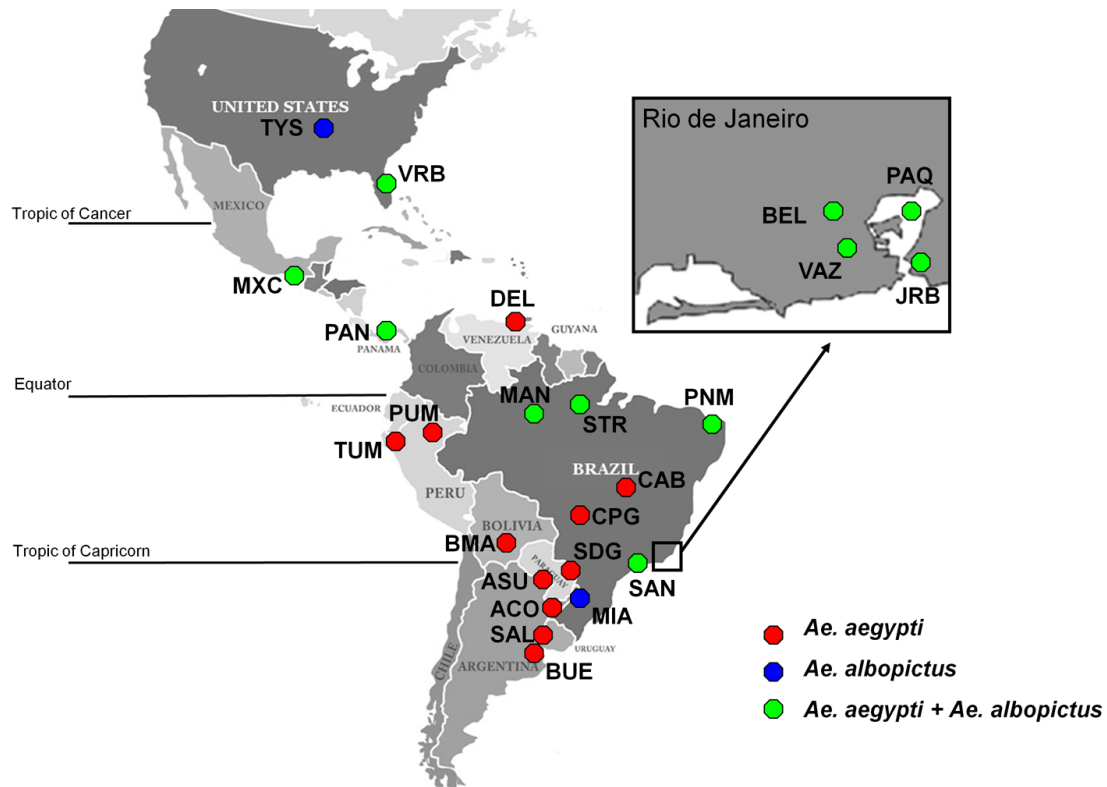 UNITED STATES
TYS
VRB
MEXICO
Tropic of Cancer
MXC
DEL
PAN
PANAMA
VENEZUELA
GUYANA
COLOMBIA
Equator
ECUADOR
MAN
STR
PNM
PUM
TUM
BRAZIL
CAB
PERU
CPG
BOLIVIA
BMA
Tropic of Capricorn
SDG
PARAGUAY
ASU
SAN
ACO
MIA
SAL
URUGUAY
CHILE
ARGENTINA
BUE
Rio de Janeiro
PAQ
BEL
VAZ
JRB
Ae. aegypti
Ae. albopictus
Ae. aegypti + Ae. albopictus